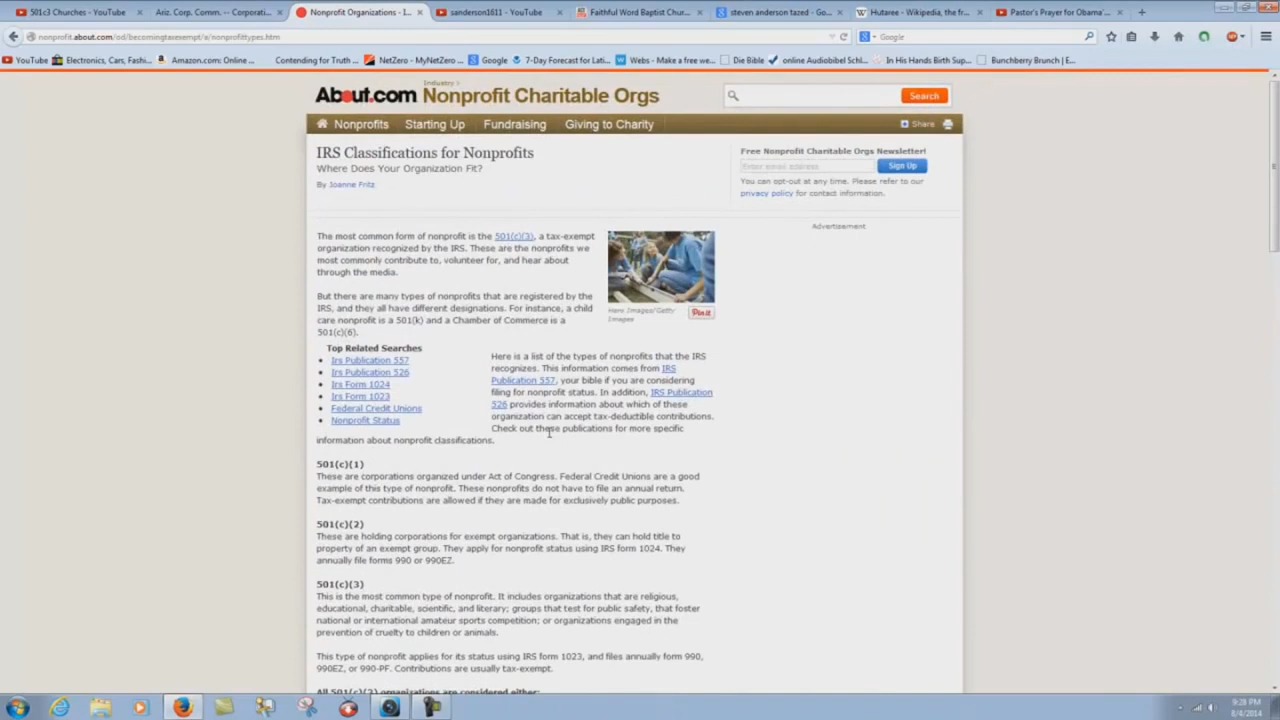 501c3 Churches - YouTube
Ariz. Corp. Comm. -- Corporati...
Nonprofit Organizations - I...
sanderson1611 - YouTube
Faithful Word Baptist Chur...
steven anderson tazed - Go...
Hutaree - Wikipedia, the fr...
Pastor's Prayer for Obama'...
nonprofit.about.com/od/becomingtaxexempt/a/nonprofittypes.htm
Google
YouTube
Electronics, Cars, Fashi...
Amazon.com: Online ...
Contending for Truth ...
NetZero - MyNetZero ...
Google
7-Day Forecast for Lati...
Webs - Make a free we...
Die Bible
online Audiobibel Schl...
In His Hands Birth Sup...
Bunchberry Brunch | E...
Industry >
About.com Nonprofit Charitable Orgs
Search
Nonprofits Starting Up Fundraising Giving to Charity
Share
IRS Classifications for Nonprofits
Where Does Your Organization Fit?
By Joanne Fritz
Free Nonprofit Charitable Orgs Newsletter!
Enter email address
Sign Up
You can opt-out at any time. Please refer to our
privacy policy for contact information.
Advertisement
The most common form of nonprofit is the 501(c)(3), a tax-exempt
organization recognized by the IRS. These are the nonprofits we
most commonly contribute to, volunteer for, and hear about
through the media.
Hero Images/Getty
Images
Pin it
But there are many types of nonprofits that are registered by the
IRS, and they all have different designations. For instance, a child
care nonprofit is a 501(k) and a Chamber of Commerce is a
501(c)(6).
Top Related Searches
Irs Publication 557
Irs Publication 526
Irs Form 1024
Irs Form 1023
Federal Credit Unions
Nonprofit Status
Here is a list of the types of nonprofits that the IRS
recognizes. This information comes from IRS
Publication 557, your bible if you are considering
filing for nonprofit status. In addition, IRS Publication
526 provides information about which of these
organization can accept tax-deductible contributions.
Check out these publications for more specific
information about nonprofit classifications.
501(c)(1)
These are corporations organized under Act of Congress. Federal Credit Unions are a good
example of this type of nonprofit. These nonprofits do not have to file an annual return.
Tax-exempt contributions are allowed if they are made for exclusively public purposes.
501(c)(2)
These are holding corporations for exempt organizations. That is, they can hold title to
property of an exempt group. They apply for nonprofit status using IRS form 1024. They
annually file forms 990 or 990EZ.
501(c)(3)
This is the most common type of nonprofit. It includes organizations that are religious,
educational, charitable, scientific, and literary; groups that test for public safety, that foster
national or international amateur sports competition; or organizations engaged in the
prevention of cruelty to children or animals.
This type of nonprofit applies for its status using IRS form 1023, and files annually form 990,
990EZ, or 990-PF. Contributions are usually tax-exempt.
All 501(c)(3) organizations are considered either:
9:28 PM
8/4/2014